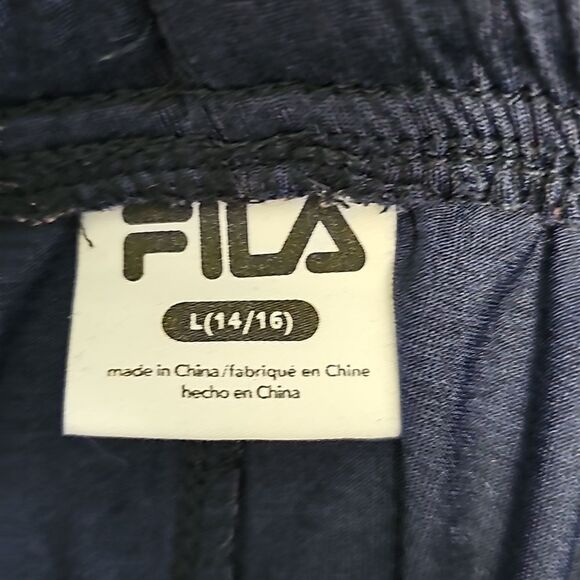 FILA
L(14/16)
made in China/fabriqué en Chine
hecho en China